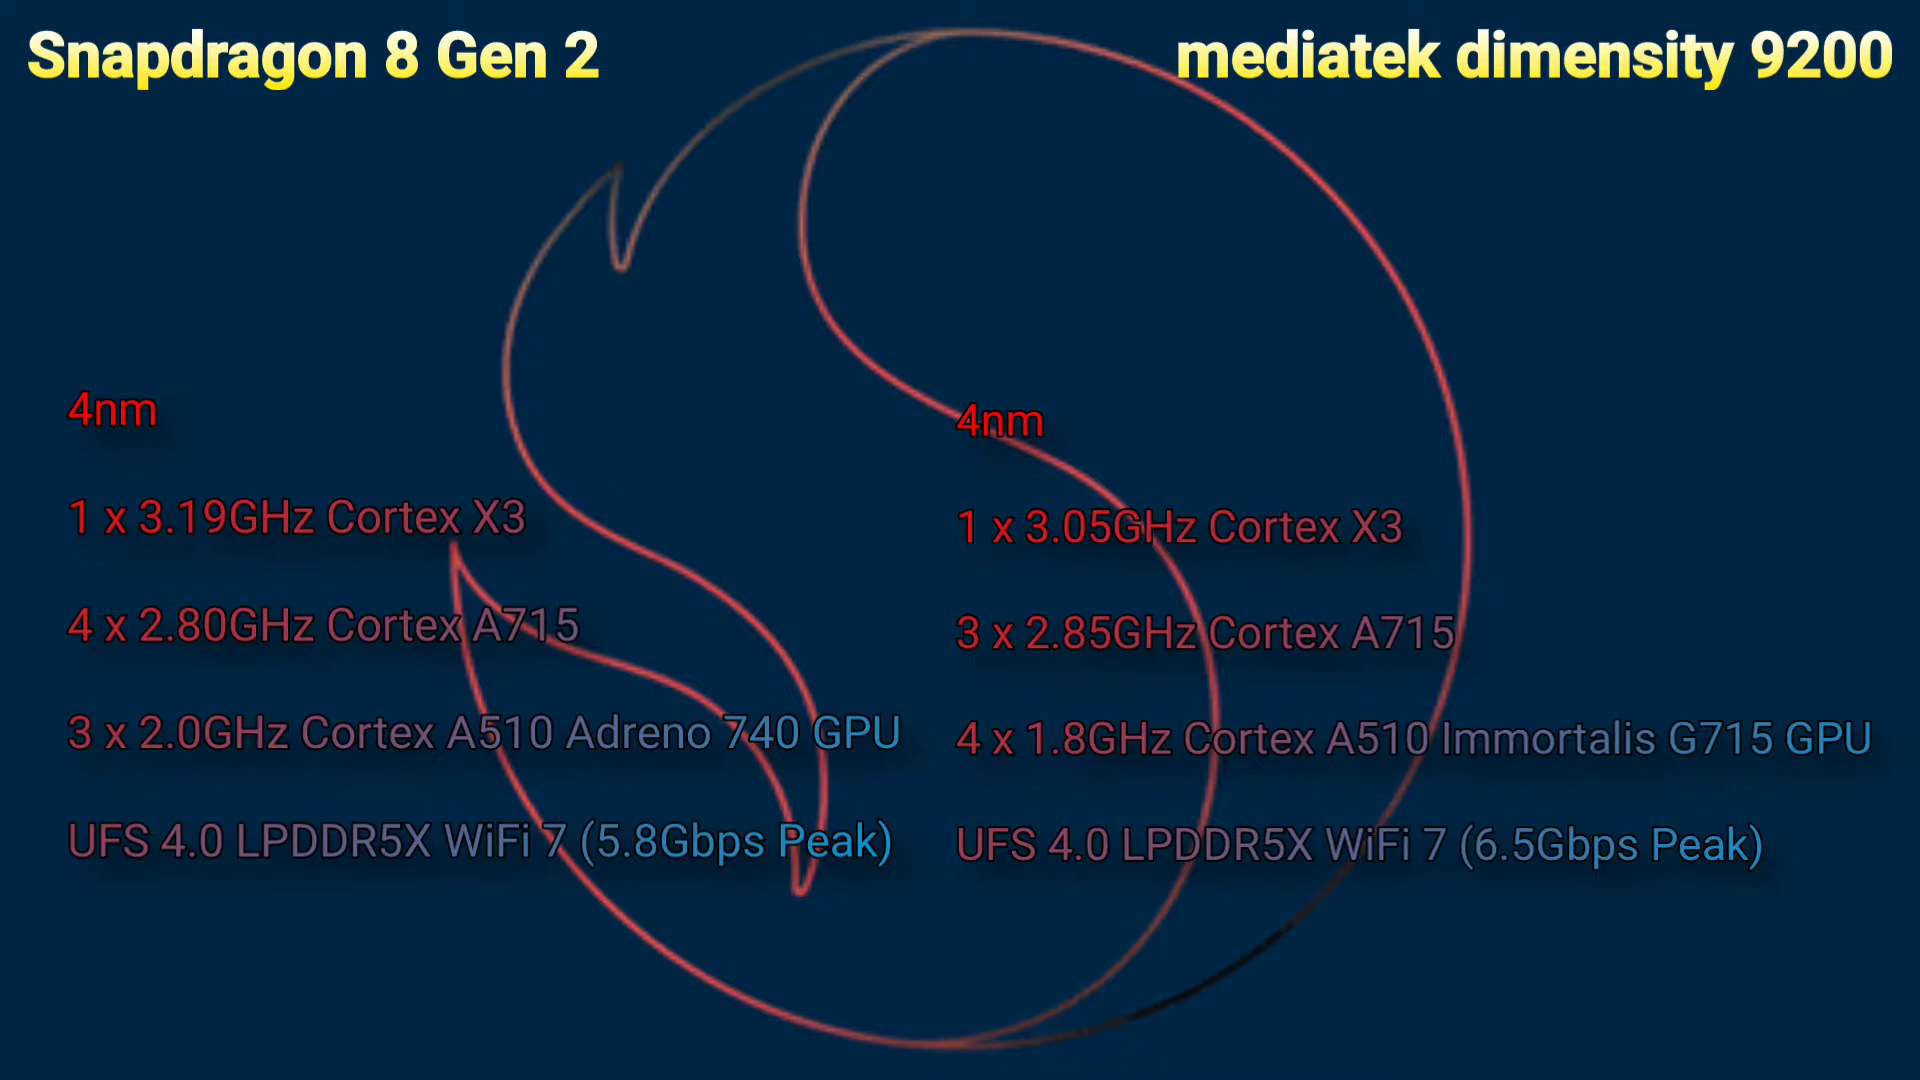 Snapdragon 8 Gen 2
4nm
1 x 3.19GHz Cortex X3
4 x 2.80GHz Cortex A715
3 x 2.0GHz Cortex A510 Adreno 740 GPU
UFS 4.0 LPDDR5X WiFi 7 (5.8Gbps Peak)
mediatek dimensity 9200
4nm
1 x 3.05GHz Cortex X3
3 x 2.85GHz Cortex A715
4 x 1.8GHz Cortex A510 Immortalis G715 GPU
UFS 4.0 LPDDR5X WiFi 7 (6.5Gbps Peak)